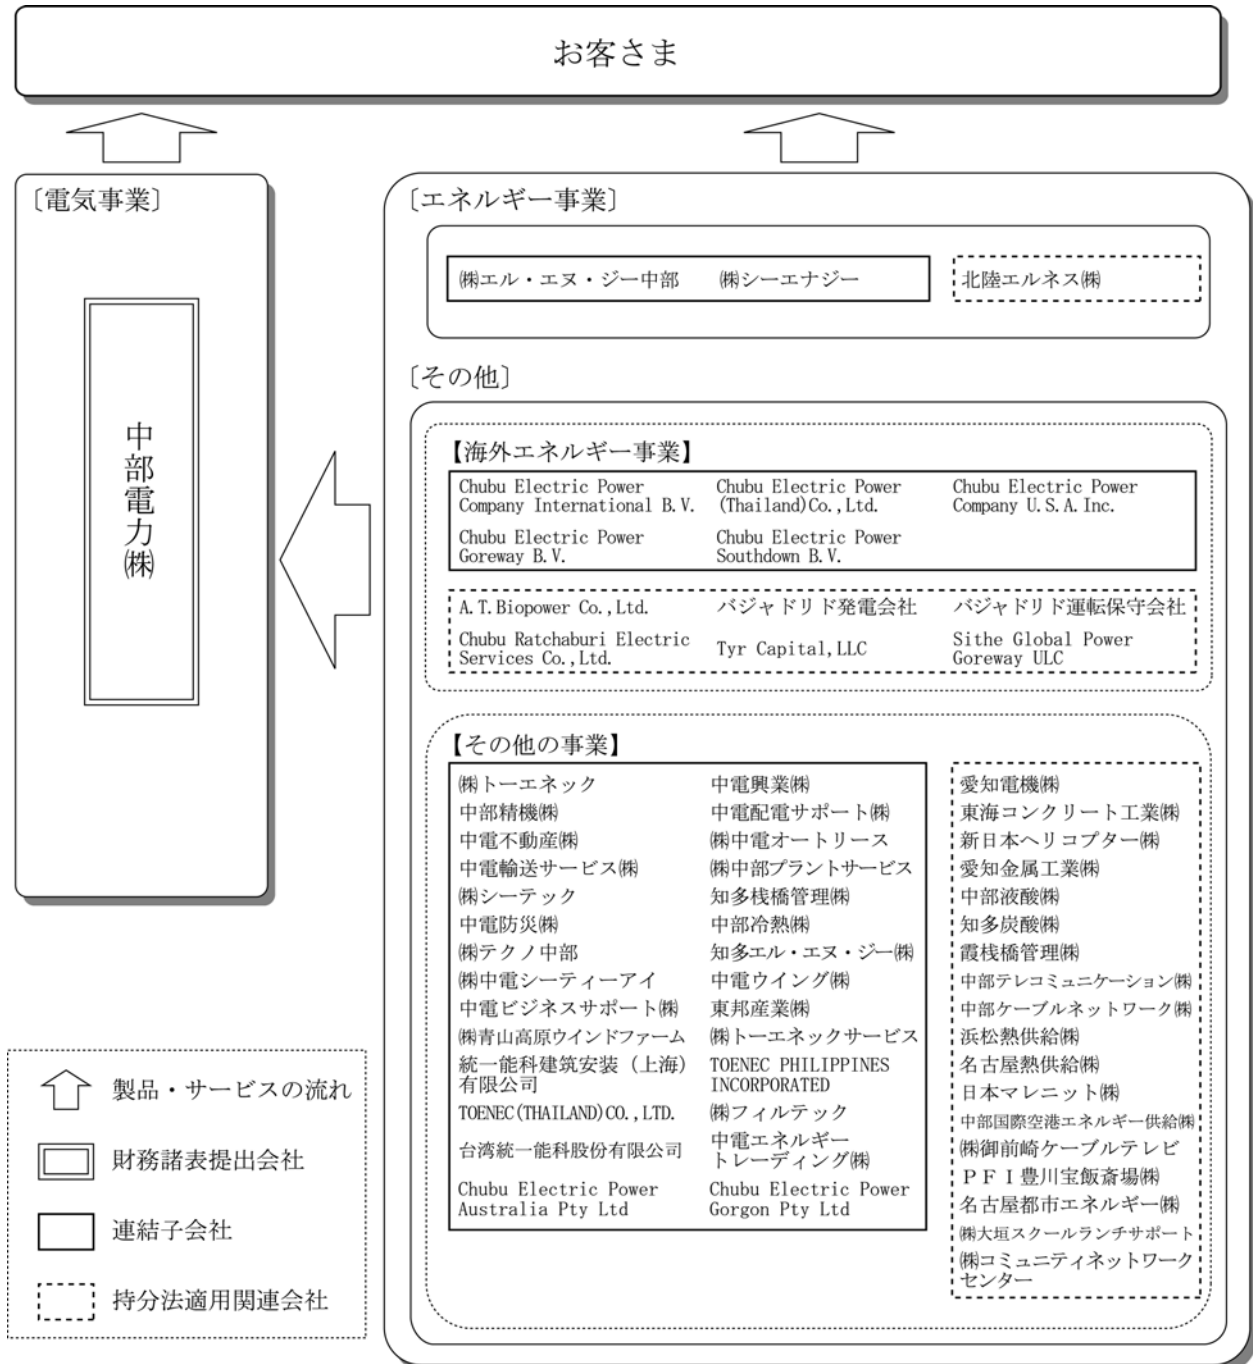 お客さま
〔電気事業〕
中部電力㈱
〔エネルギー事業〕
㈱エル・エヌ・ジー中部
㈱シーエナジー
北陸エルネス㈱
〔その他〕
【海外エネルギー事業】
Chubu Electric Power
Company International B.V.
Chubu Electric Power
(Thailand)Co.,Ltd.
Chubu Electric Power
Company U.S.A.Inc.
Chubu Electric Power
Goreway B.V.
Chubu Electric Power
Southdown B.V.
A.T.Biopower Co.,Ltd.
バジャドリド発電会社
バジャドリド運転保守会社
Chubu Ratchaburi Electric
Services Co.,Ltd.
Tyr Capital,LLC
Sithe Global Power
Goreway ULC
【その他の事業】
㈱トーエネック
中電興業㈱
中部精機㈱
中電配電サポート㈱
中電不動産㈱
㈱中電オートリース
中電輸送サービス㈱
㈱中部プラントサービス
㈱シーテック
知多桟橋管理㈱
中電防災㈱
中部冷熱㈱
㈱テクノ中部
知多エル・エヌ・ジー㈱
㈱中電シーティーアイ
中電ウイング㈱
中電ビジネスサポート㈱
東邦産業㈱
㈱青山高原ウインドファーム
㈱トーエネックサービス
統一能科建筑安装（上海）
有限公司
TOENEC PHILIPPINES
INCORPORATED
TOENEC(THAILAND)CO.,LTD.
㈱フィルテック
台湾統一能科股份有限公司
中電エネルギー
トレーディング㈱
Chubu Electric Power
Australia Pty Ltd
Chubu Electric Power
Gorgon Pty Ltd
愛知電機㈱
東海コンクリート工業㈱
新日本ヘリコプター㈱
愛知金属工業㈱
中部液酸㈱
知多炭酸㈱
霞桟橋管理㈱
中部テレコミュニケーション㈱
中部ケーブルネットワーク㈱
浜松熱供給㈱
名古屋熱供給㈱
日本マレニット㈱
中部国際空港エネルギー供給㈱
㈱御前崎ケーブルテレビ
ＰＦＩ豊川宝飯斎場㈱
名古屋都市エネルギー㈱
㈱大垣スクールランチサポート
㈱コミュニティネットワーク
センター
製品・サービスの流れ
財務諸表提出会社
連結子会社
持分法適用関連会社